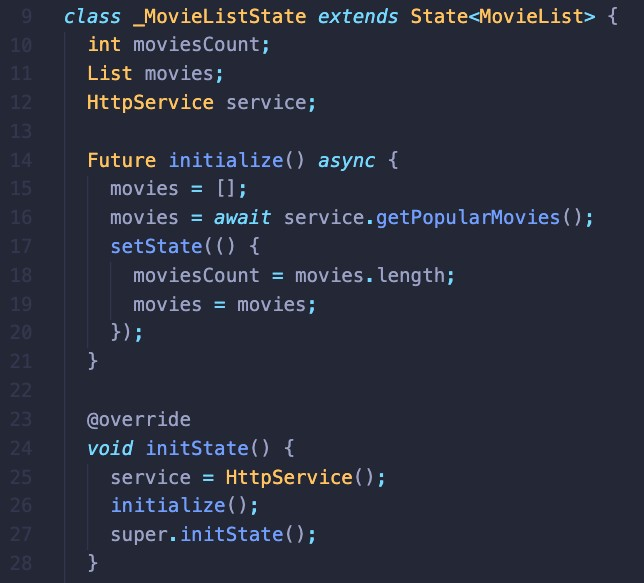 9 class _MovieListState extends State<MovieList> {
10 int moviesCount;
11 List movies;
12 HttpService service;
13
14 Future initialize() async {
15 movies = [];
16 movies = await service.getPopularMovies();
17 setState(() {
18 moviesCount = movies.length;
19 movies = movies;
20 });
21 }
22
23 @override
24 void initState() {
25 service = HttpService();
26 initialize();
27 super.initState();
28 }